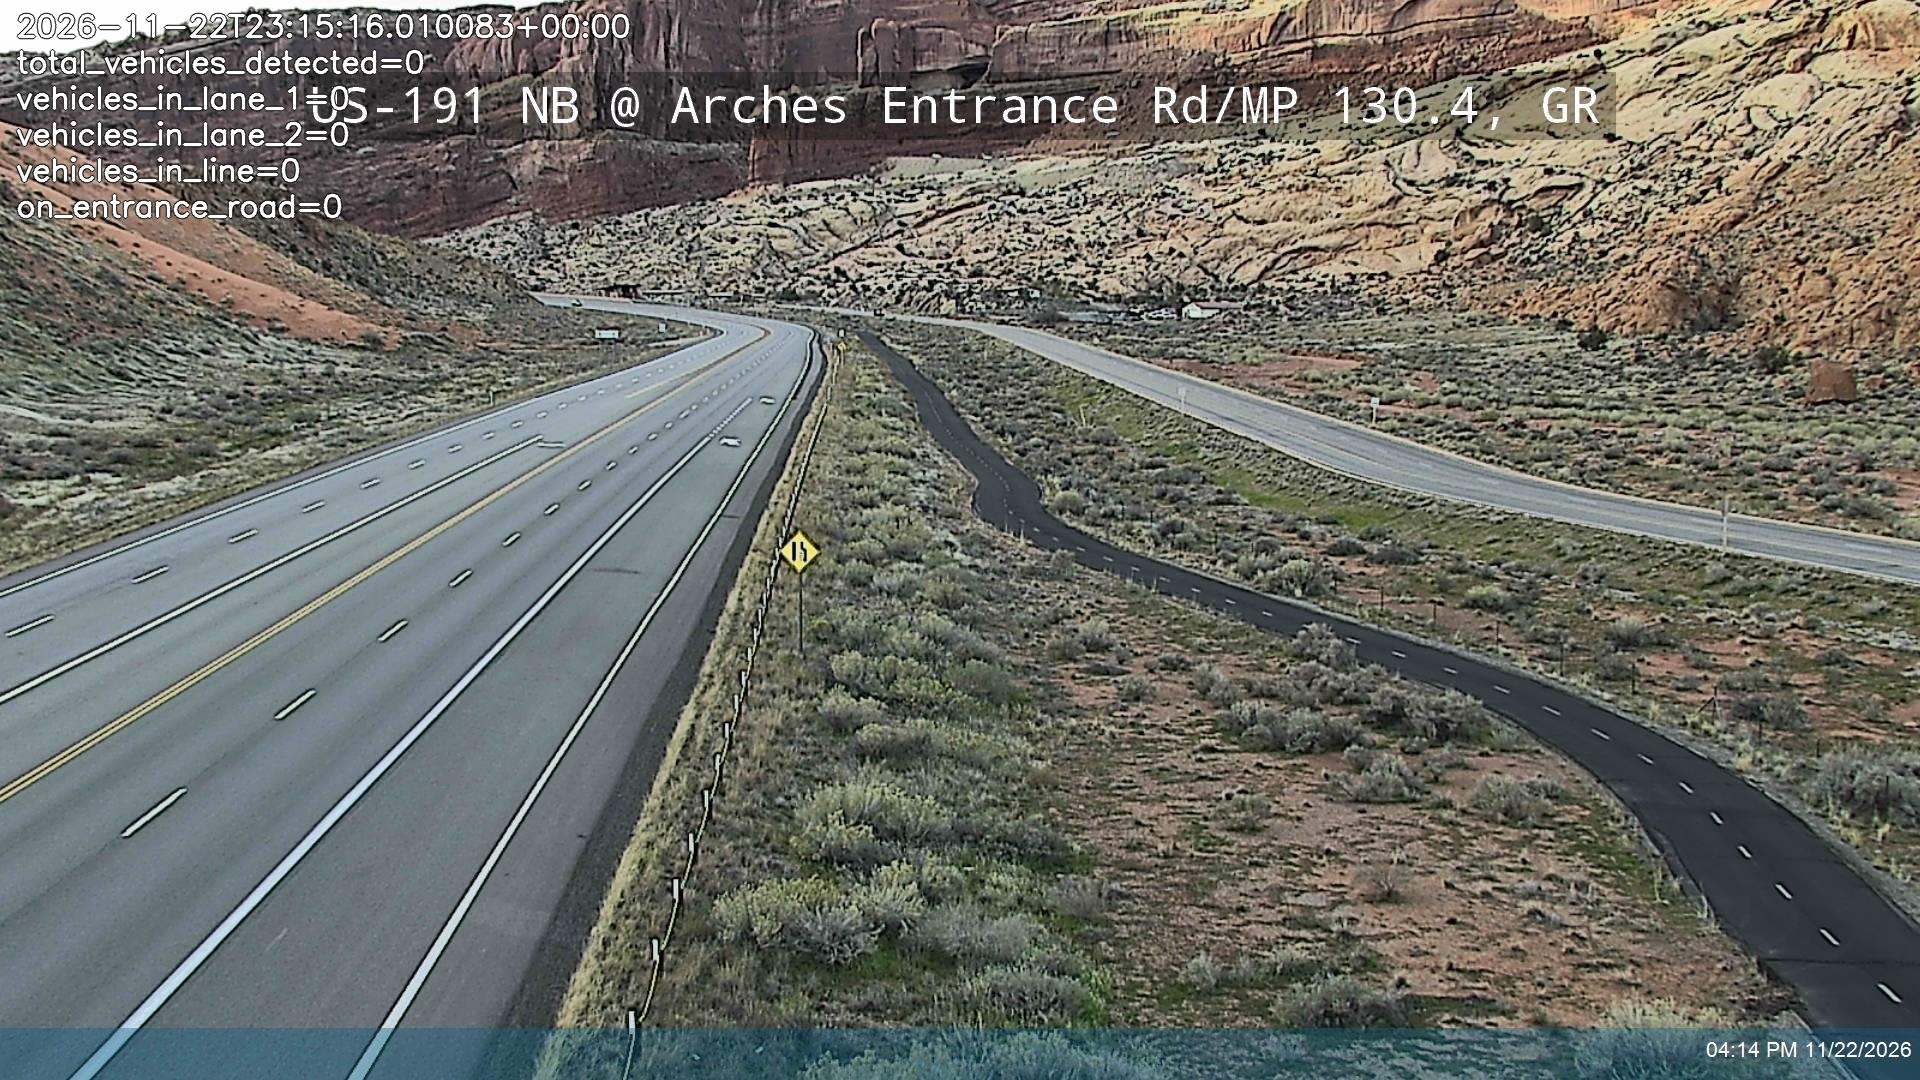 2026-11-22T23:15:16.010083+00:00
total_vehicles_detected=0
vehicles_in_lane_1=0
US-191 NB @ Arches Entrance Rd/MP 130.4, GR
vehicles_in_lane_2=0
vehicles_in_line=0
on_entrance_road=0
04:14 PM 11/22/2026